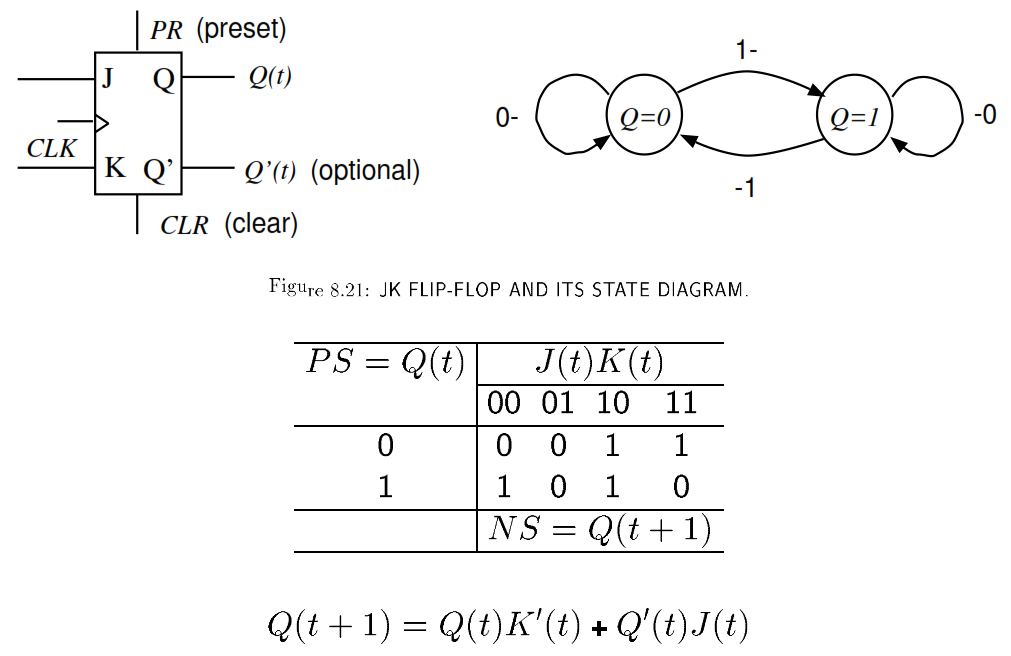 PR (preset)
J Q Q(t)
CLK
K Q' Q'(t) (optional)
CLR (clear)
1-
0- Q=0 Q=1 -0
-1
Figure 8.21: JK FLIP-FLOP AND ITS STATE DIAGRAM.
PS = Q(t) J(t)K(t)
00 01 10 11
0 0 0 1 1
1 1 0 1 0
NS = Q(t + 1)
Q(t + 1) = Q(t)K'(t) + Q'(t)J(t)